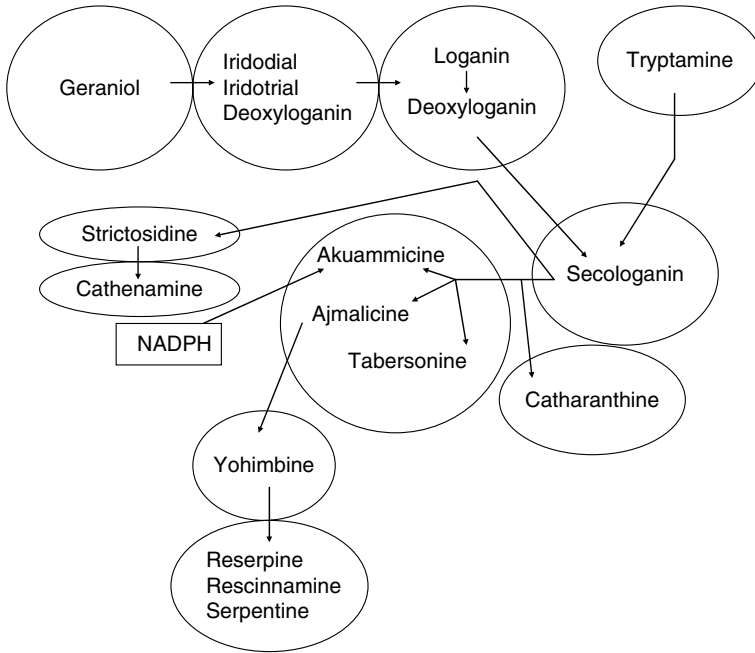 Geraniol
Iridodial
Iridotrial
Deoxyloganin
Loganin
Deoxyloganin
Tryptamine
Strictosidine
Cathenamine
NADPH
Akuammicine
Ajmalicine
Tabersonine
Secologanin
Catharanthine
Yohimbine
Reserpine
Rescinnamine
Serpentine